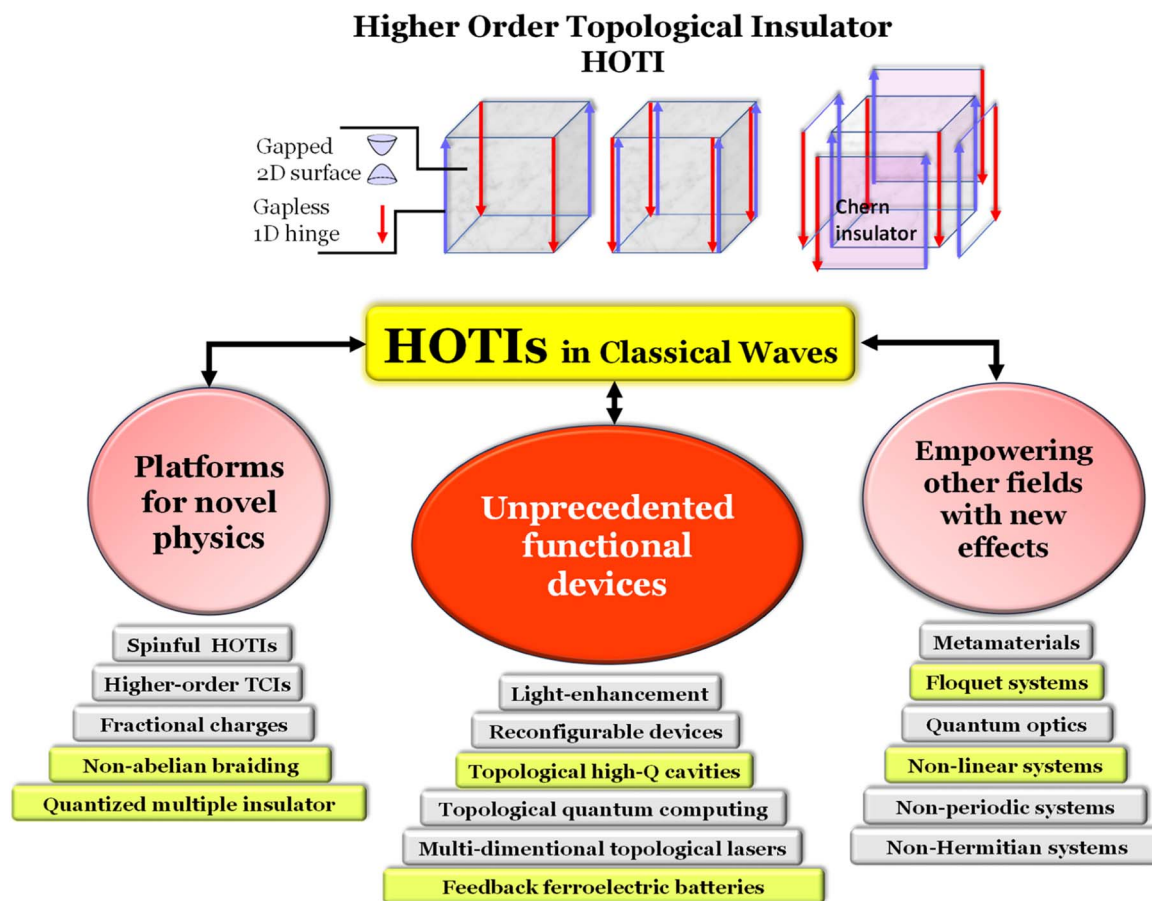 Higher Order Topological Insulator
HOTI
Gapped
2D surface
Gapless
1D hinge
Chern
insulator
HOTIs in Classical Waves
Platforms
for novel
physics
Unprecedented
functional
devices
Empowering
other fields
with new
effects
Spinful HOTIs
Higher-order TCIs
Fractional charges
Non-abelian braiding
Quantized multiple insulator
Light-enhancement
Reconfigurable devices
Topological high-Q cavities
Topological quantum computing
Multi-dimentional topological lasers
Feedback ferroelectric batteries
Metamaterials
Floquet systems
Quantum optics
Non-linear systems
Non-periodic systems
Non-Hermitian systems